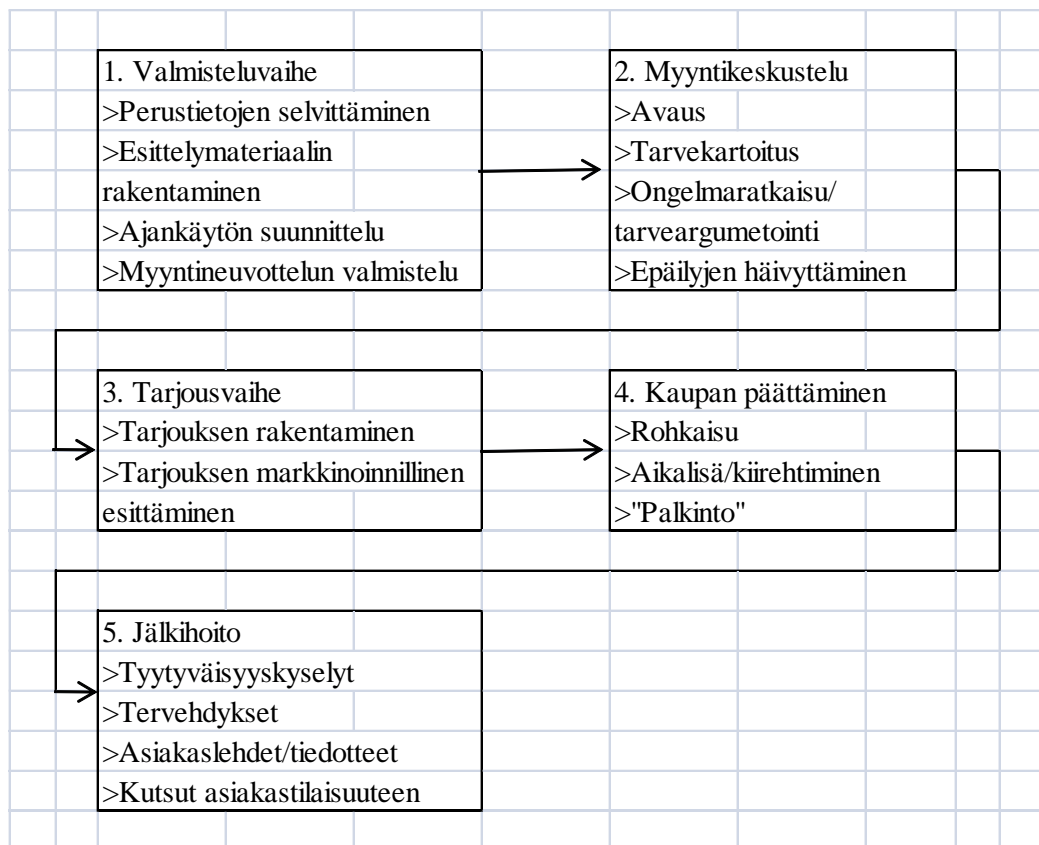 1. Valmisteluvaihe
>Perustietojen selvittäminen
>Esittelymateriaalin
rakentaminen
>Ajankäytön suunnittelu
>Myyntineuvottelun valmistelu
2. Myyntikeskustelu
>Avaus
>Tarvekartoitus
>Ongelmaratkaisu/
tarveargumetointi
>Epäilyjen häivyttäminen
3. Tarjousvaihe
>Tarjouksen rakentaminen
>Tarjouksen markkinoinnillinen
esittäminen
4. Kaupan päättäminen
>Rohkaisu
>Aikalisä/kiirehtiminen
>"Palkinto"
5. Jälkihoito
>Tyytyväisyyskyselyt
>Tervehdykset
>Asiakaslehdet/tiedotteet
>Kutsut asiakastilaisuuteen